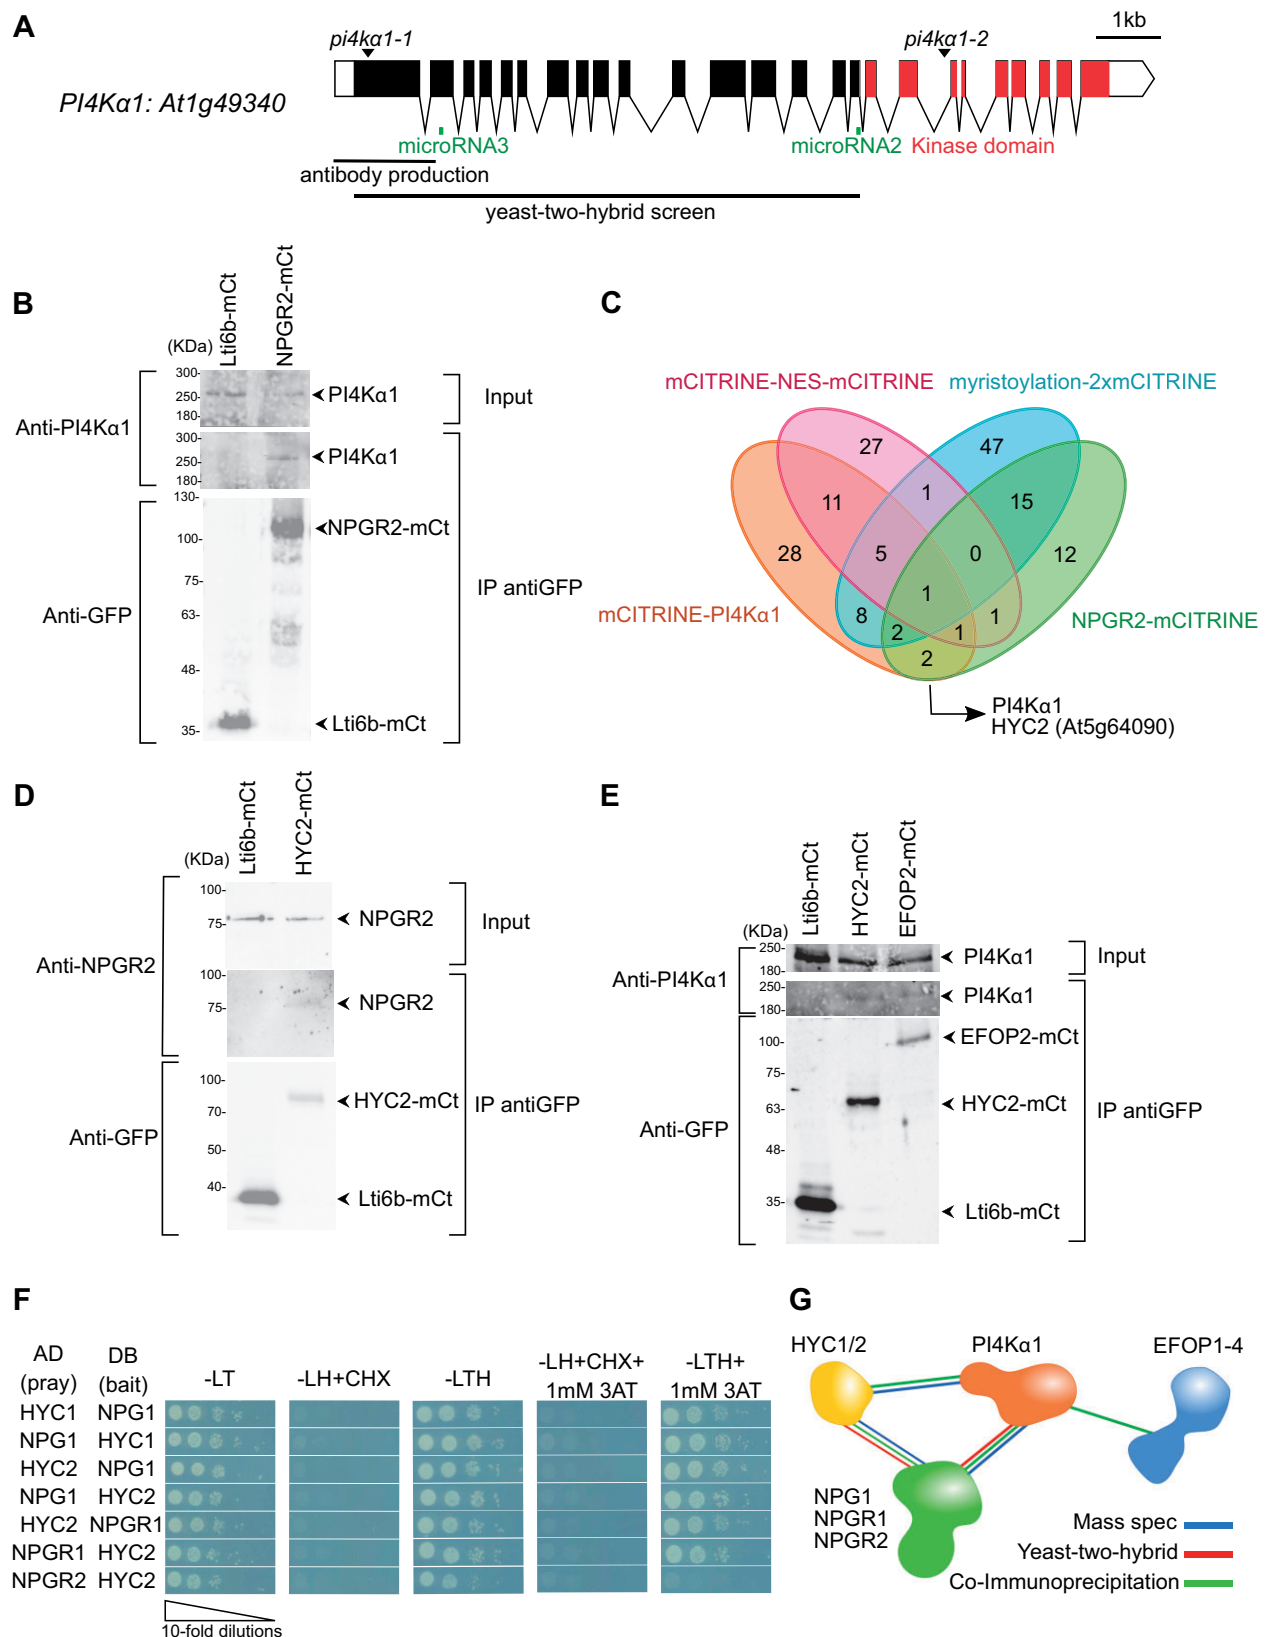 A
pi4kα1-1
pi4kα1-2
1kb
PI4Kα1: At1g49340
microRNA3
microRNA2
Kinase domain
antibody production
yeast-two-hybrid screen
B
Lti6b-mCt
NPGR2-mCt
(KDa)
300-
250-
180-
PI4Kα1
Input
Anti-PI4Kα1
300-
250-
180-
PI4Kα1
130-
100-
75-
63-
48-
35-
NPGR2-mCt
IP antiGFP
Anti-GFP
Lti6b-mCt
C
mCITRINE-NES-mCITRINE
myristoylation-2xmCITRINE
27
47
1
11
15
28
5
0
12
1
mCITRINE-PI4Kα1
8
2
1
1
NPGR2-mCITRINE
2
PI4Kα1
HYC2 (At5g64090)
D
Lti6b-mCt
HYC2-mCt
(KDa)
100-
75-
NPGR2
Input
Anti-NPGR2
100-
75-
NPGR2
100-
70-
50-
40-
HYC2-mCt
IP antiGFP
Anti-GFP
Lti6b-mCt
E
Lti6b-mCt
HYC2-mCt
EFOP2-mCt
(KDa)
250-
180-
PI4Kα1
Input
Anti-PI4Kα1
250-
180-
PI4Kα1
100-
75-
63-
48-
35-
EFOP2-mCt
HYC2-mCt
IP antiGFP
Anti-GFP
Lti6b-mCt
F
AD
(pray)
DB
(bait)
-LT
-LH+CHX
-LTH
-LH+CHX+
1mM 3AT
-LTH+
1mM 3AT
HYC1 NPG1
NPG1 HYC1
HYC2 NPG1
NPG1 HYC2
HYC2 NPGR1
NPGR1 HYC2
NPGR2 HYC2
10-fold dilutions
G
HYC1/2
PI4Kα1
EFOP1-4
NPG1
NPGR1
NPGR2
Mass spec
Yeast-two-hybrid
Co-Immunoprecipitation